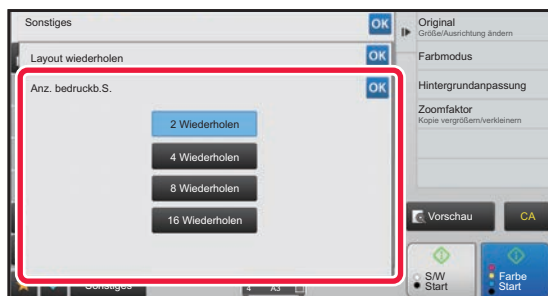 Sonstiges
OK
Layout wiederholen
OK
Anz. bedruckb.S.
OK
2 Wiederholen
4 Wiederholen
8 Wiederholen
16 Wiederholen
Sonstiges
4 A3
Original
Größe/Ausrichtung ändern
Farbmodus
Hintergrundanpassung
Zoomfaktor
Kopie vergrößern/verkleinern
Vorschau
CA
S/W
Start
Farbe
Start